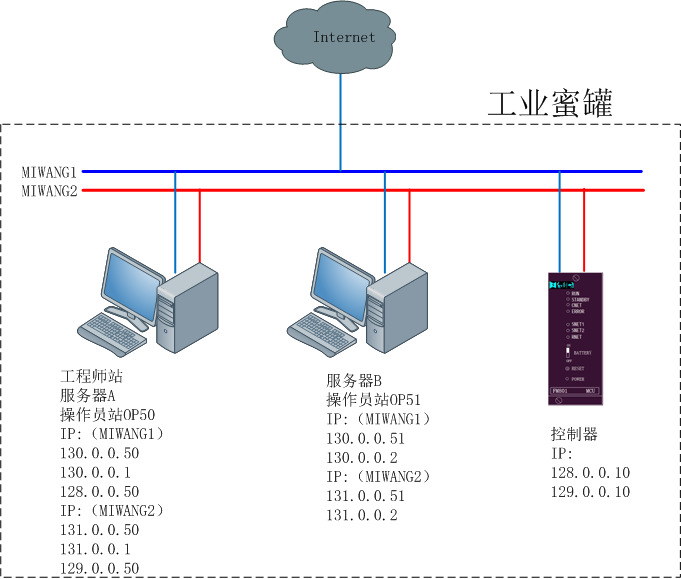 Internet
工业蜜罐
MIWANG1
MIWANG2
工程师站
服务器A
操作员站OP50
IP:（MIWANG1）
130.0.0.50
130.0.0.1
128.0.0.50
IP:（MIWANG2）
131.0.0.50
131.0.0.1
129.0.0.50
服务器B
操作员站OP51
IP:（MIWANG1）
130.0.0.51
130.0.0.2
IP:（MIWANG2）
131.0.0.51
131.0.0.2
RUN
STANDBY
CNET
ERROR
SNET1
SNET2
RNET
ON
BATTERY
OFF
RESET
POWER
MCU
控制器
IP:
128.0.0.10
129.0.0.10